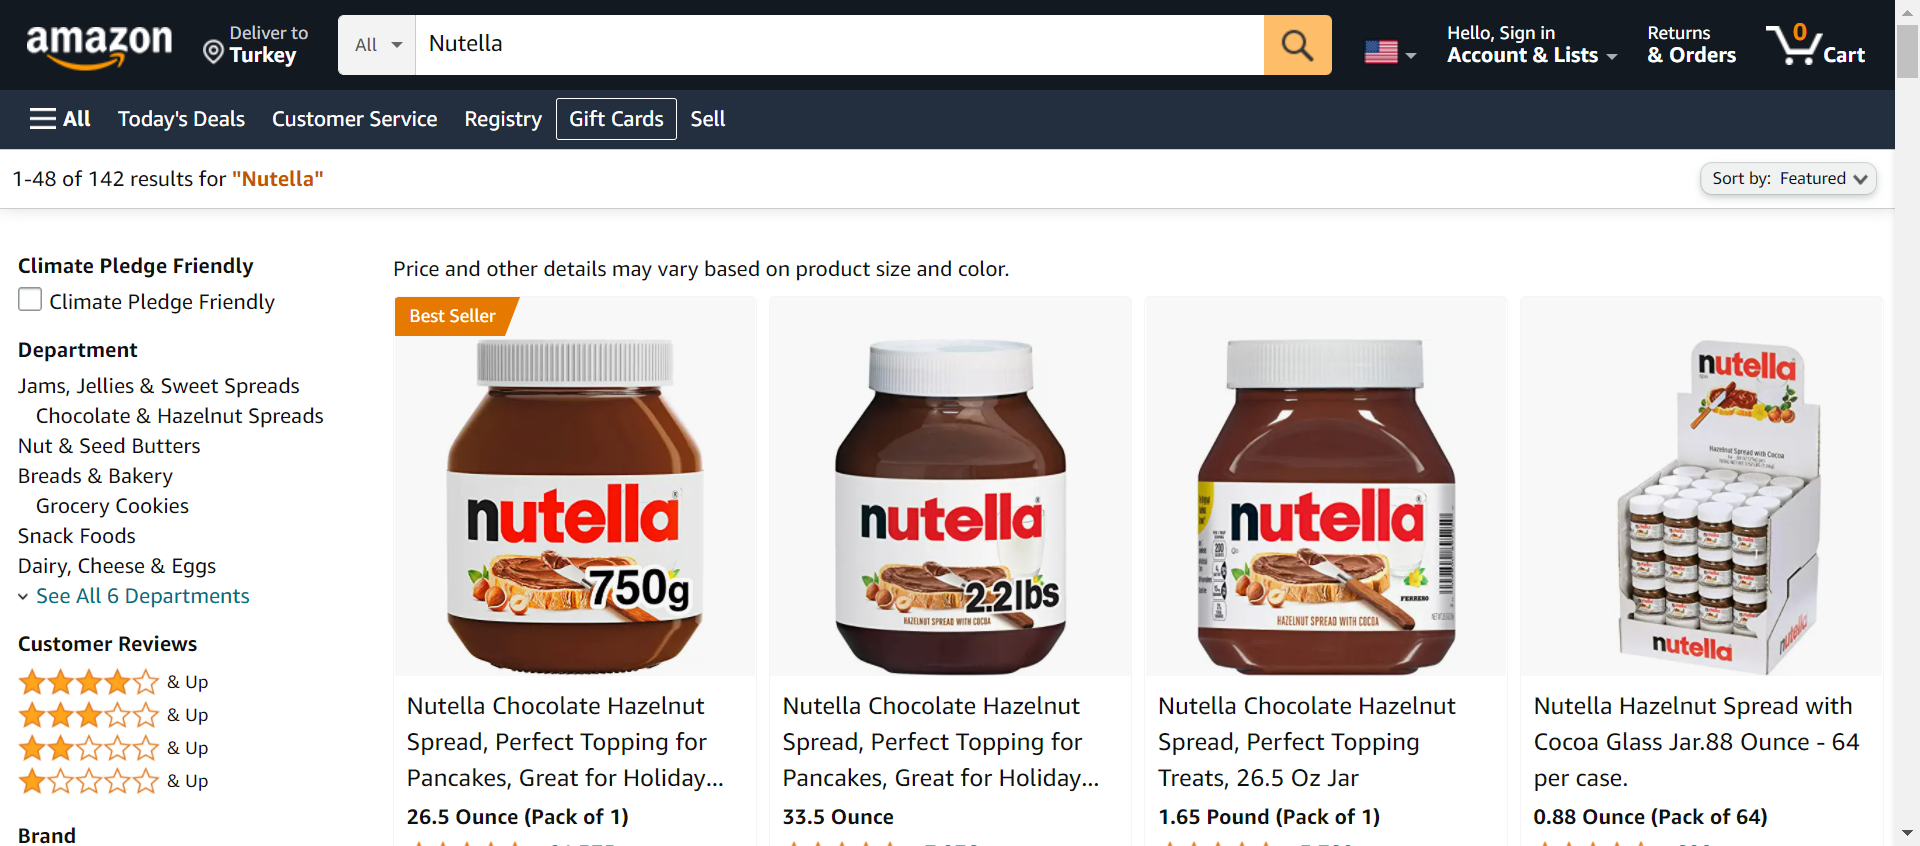 amazon
Deliver to
Turkey
All
Nutella
Hello, Sign in
Account & Lists
Returns
& Orders
0
Cart
All
Today's Deals
Customer Service
Registry
Gift Cards
Sell
1-48 of 142 results for "Nutella"
Sort by: Featured
Climate Pledge Friendly
Climate Pledge Friendly
Department
Jams, Jellies & Sweet Spreads
Chocolate & Hazelnut Spreads
Nut & Seed Butters
Breads & Bakery
Grocery Cookies
Snack Foods
Dairy, Cheese & Eggs
See All 6 Departments
Customer Reviews
& Up
& Up
& Up
& Up
Brand
Price and other details may vary based on product size and color.
Best Seller
nutella
750g
Nutella Chocolate Hazelnut
Spread, Perfect Topping for
Pancakes, Great for Holiday...
26.5 Ounce (Pack of 1)
nutella
2.2lbs
HAZELNUT SPREAD WITH COCOA
Nutella Chocolate Hazelnut
Spread, Perfect Topping for
Pancakes, Great for Holiday...
33.5 Ounce
nutella
200
FERRERO
HAZELNUT SPREAD WITH COCOA
Nutella Chocolate Hazelnut
Spread, Perfect Topping
Treats, 26.5 Oz Jar
1.65 Pound (Pack of 1)
nutella
Hazelnut Spread with Cocoa
nutella
nutella
Nutella Hazelnut Spread with
Cocoa Glass Jar.88 Ounce - 64
per case.
0.88 Ounce (Pack of 64)